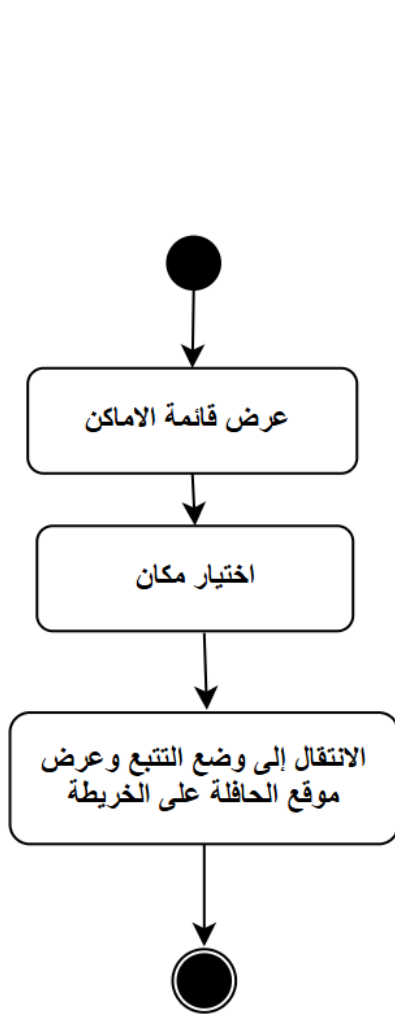 عرض قائمة الاماكن
اختيار مكان
الانتقال إلى وضع التتبع وعرض
موقع الحافلة على الخريطة